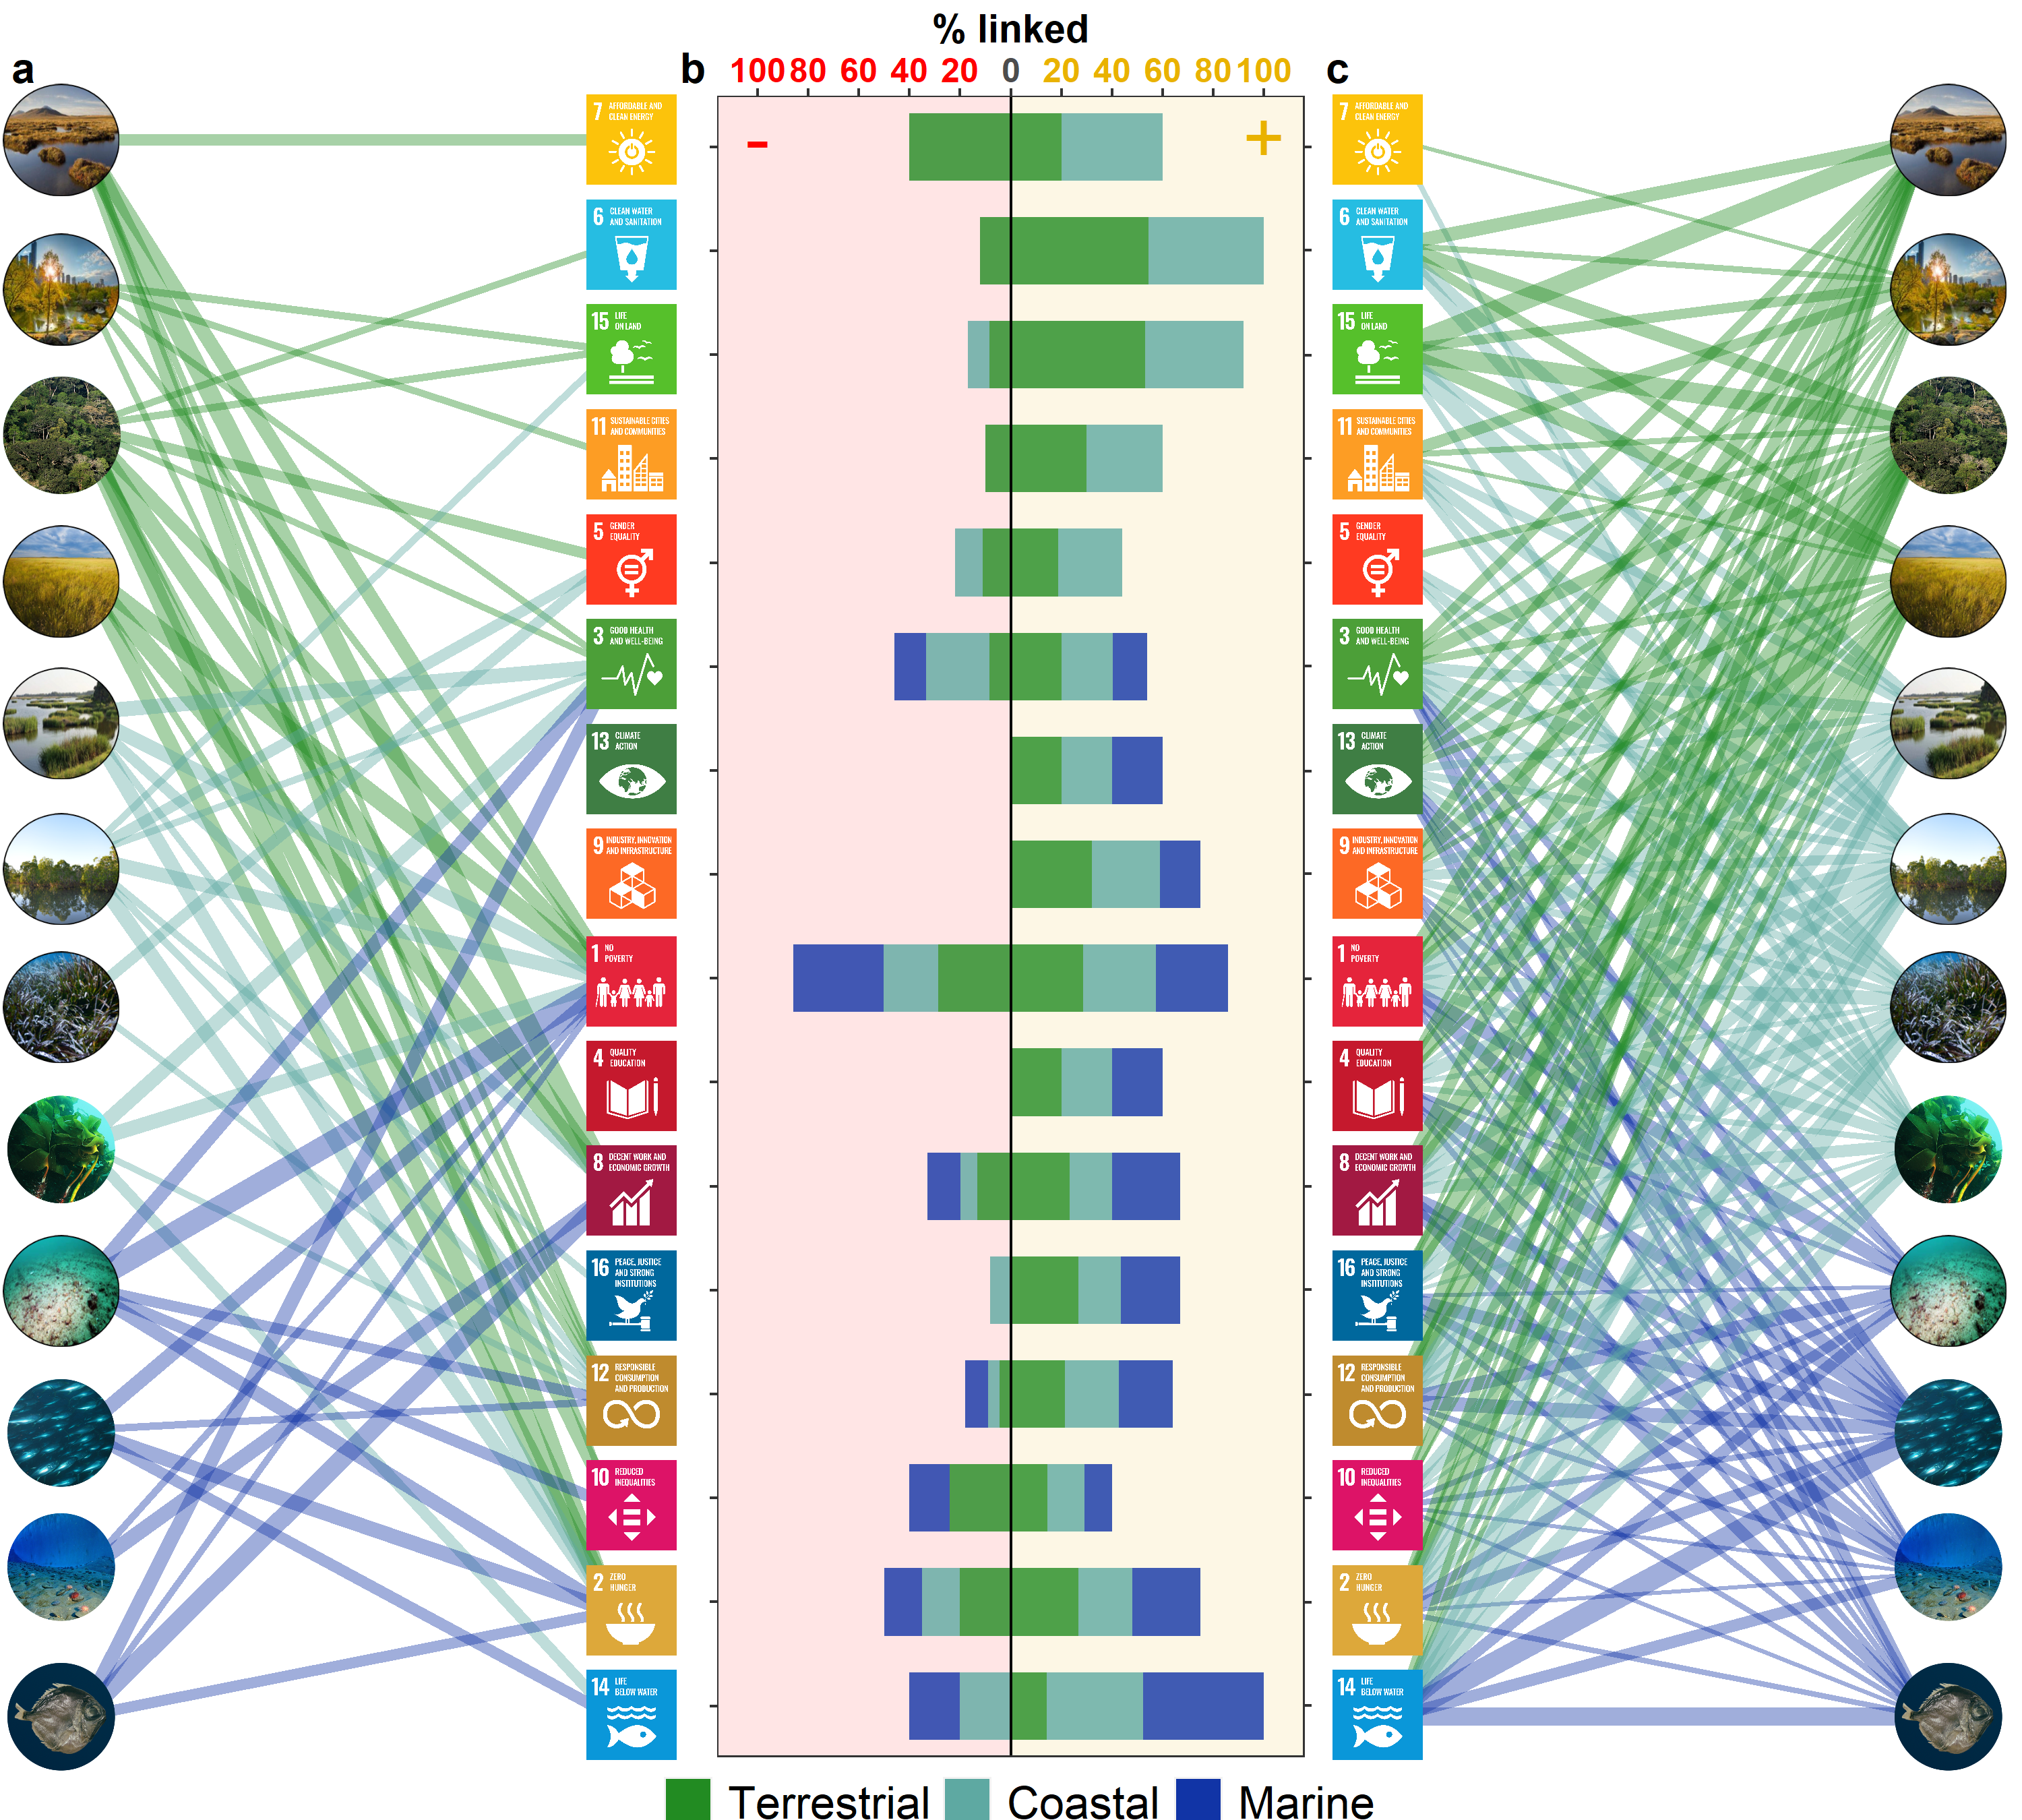 % linked
a
b
100 80 60 40 20 0 20 40 60 80 100
c
-
+
7 AFFORDABLE AND
CLEAN ENERGY
6 CLEAN WATER
AND SANITATION
15 LIFE
ON LAND
11 SUSTAINABLE CITIES
AND COMMUNITIES
5 GENDER
EQUALITY
3 GOOD HEALTH
AND WELL-BEING
13 CLIMATE
ACTION
9 INDUSTRY, INNOVATION
AND INFRASTRUCTURE
1 NO
POVERTY
4 QUALITY
EDUCATION
8 DECENT WORK AND
ECONOMIC GROWTH
16 PEACE, JUSTICE
AND STRONG
INSTITUTIONS
12 RESPONSIBLE
CONSUMPTION
AND PRODUCTION
10 REDUCED
INEQUALITIES
2 ZERO
HUNGER
14 LIFE
BELOW WATER
7 AFFORDABLE AND
CLEAN ENERGY
6 CLEAN WATER
AND SANITATION
15 LIFE
ON LAND
11 SUSTAINABLE CITIES
AND COMMUNITIES
5 GENDER
EQUALITY
3 GOOD HEALTH
AND WELL-BEING
13 CLIMATE
ACTION
9 INDUSTRY, INNOVATION
AND INFRASTRUCTURE
1 NO
POVERTY
4 QUALITY
EDUCATION
8 DECENT WORK AND
ECONOMIC GROWTH
16 PEACE, JUSTICE
AND STRONG
INSTITUTIONS
12 RESPONSIBLE
CONSUMPTION
AND PRODUCTION
10 REDUCED
INEQUALITIES
2 ZERO
HUNGER
14 LIFE
BELOW WATER
Terrestrial Coastal Marine